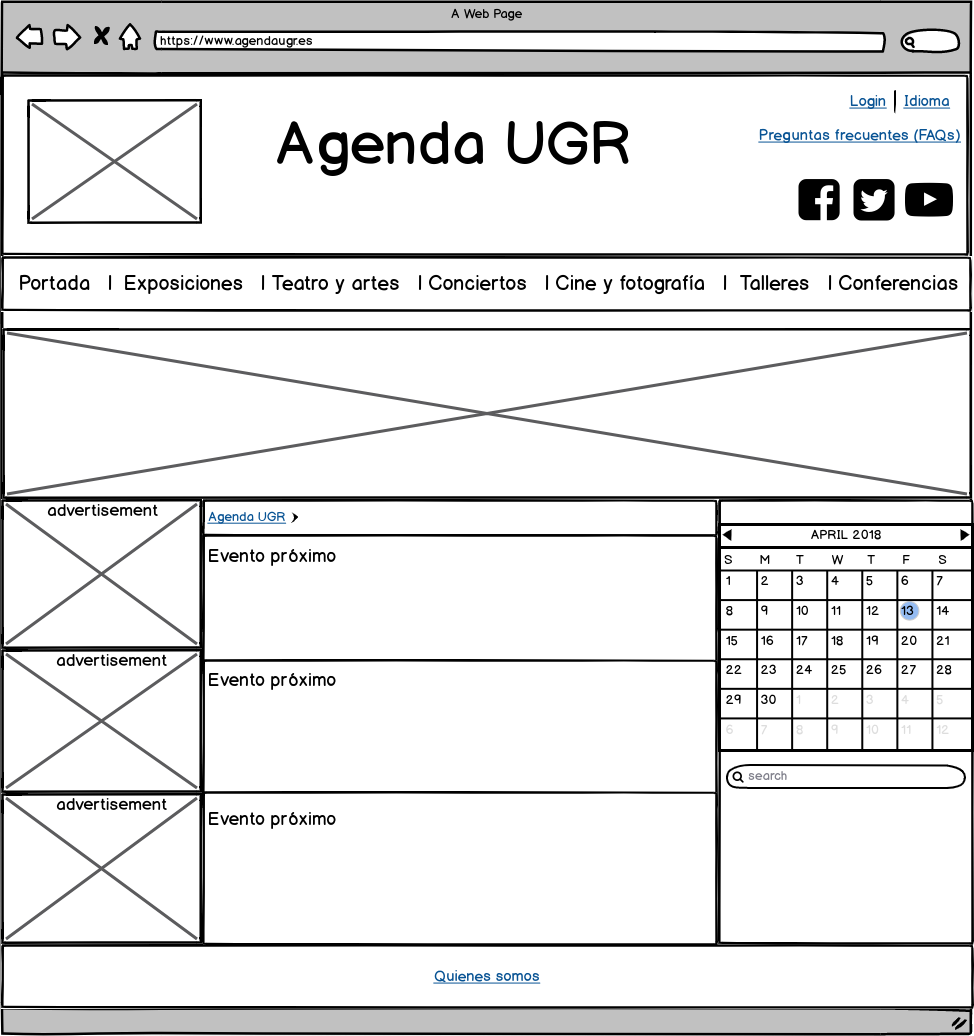 A Web Page
https://www.agendaugr.es
Login | Idioma
Agenda UGR
Preguntas frecuentes (FAQs)
Portada | Exposiciones | Teatro y artes | Conciertos | Cine y fotografía | Talleres | Conferencias
advertisement
advertisement
advertisement
Agenda UGR
Evento próximo
Evento próximo
Evento próximo
APRIL 2018
S M T W T F S
1 2 3 4 5 6 7
8 9 10 11 12 13 14
15 16 17 18 19 20 21
22 23 24 25 26 27 28
29 30 1 2 3 4 5
6 7 8 9 10 11 12
search
Quienes somos